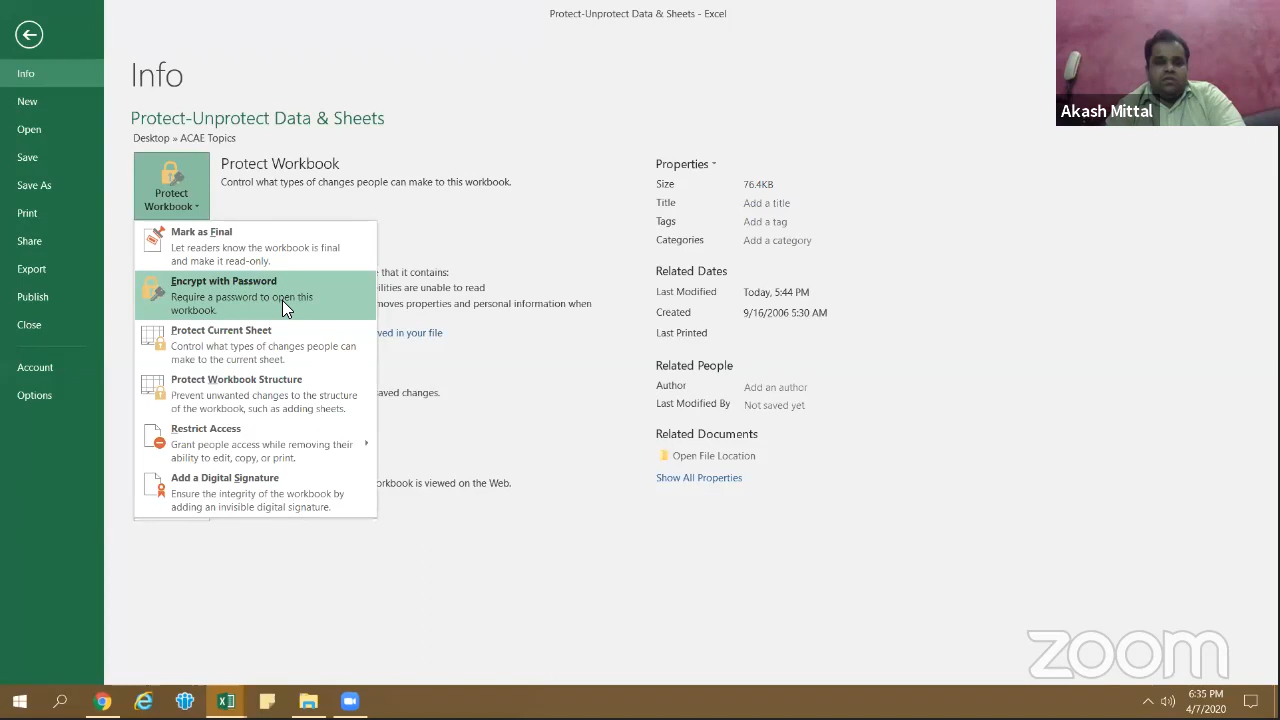 Protect-Unprotect Data & Sheets - Excel
Akash Mittal
Info
New
Open
Save
Save As
Print
Share
Export
Publish
Close
Account
Options
Info
Protect-Unprotect Data & Sheets
Desktop » ACAE Topics
Protect
Workbook
Protect Workbook
Control what types of changes people can make to this workbook.
Mark as Final
Let readers know the workbook is final
and make it read-only.
Encrypt with Password
Require a password to open this
workbook.
Protect Current Sheet
Control what types of changes people can
make to the current sheet.
Protect Workbook Structure
Prevent unwanted changes to the structure
of the workbook, such as adding sheets.
Restrict Access
Grant people access while removing their
ability to edit, copy, or print.
Add a Digital Signature
Ensure the integrity of the workbook by
adding an invisible digital signature.
that it contains:
ilities are unable to read
moves properties and personal information when
ved in your file
aved changes.
orkbook is viewed on the Web.
Properties
Size 76.4KB
Title Add a title
Tags Add a tag
Categories Add a category
Related Dates
Last Modified Today, 5:44 PM
Created 9/16/2006 5:30 AM
Last Printed
Related People
Author Add an author
Last Modified By Not saved yet
Related Documents
Open File Location
Show All Properties
zoom
6:35 PM
4/7/2020